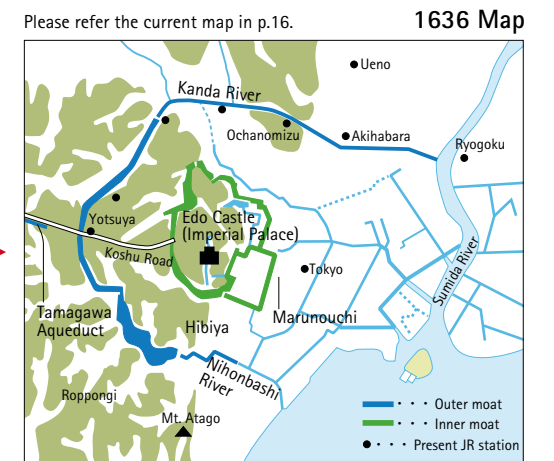 Please refer the current map in p.16.
1636 Map
Ueno
Kanda River
Ochanomizu
Akihabara
Ryogoku
Yotsuya
Edo Castle
(Imperial Palace)
Koshu Road
Tokyo
Sumida River
Tamagawa
Aqueduct
Hibiya
Marunouchi
Nihonbashi
River
Roppongi
Mt. Atago
・・・Outer moat
・・・Inner moat
・・・Present JR station